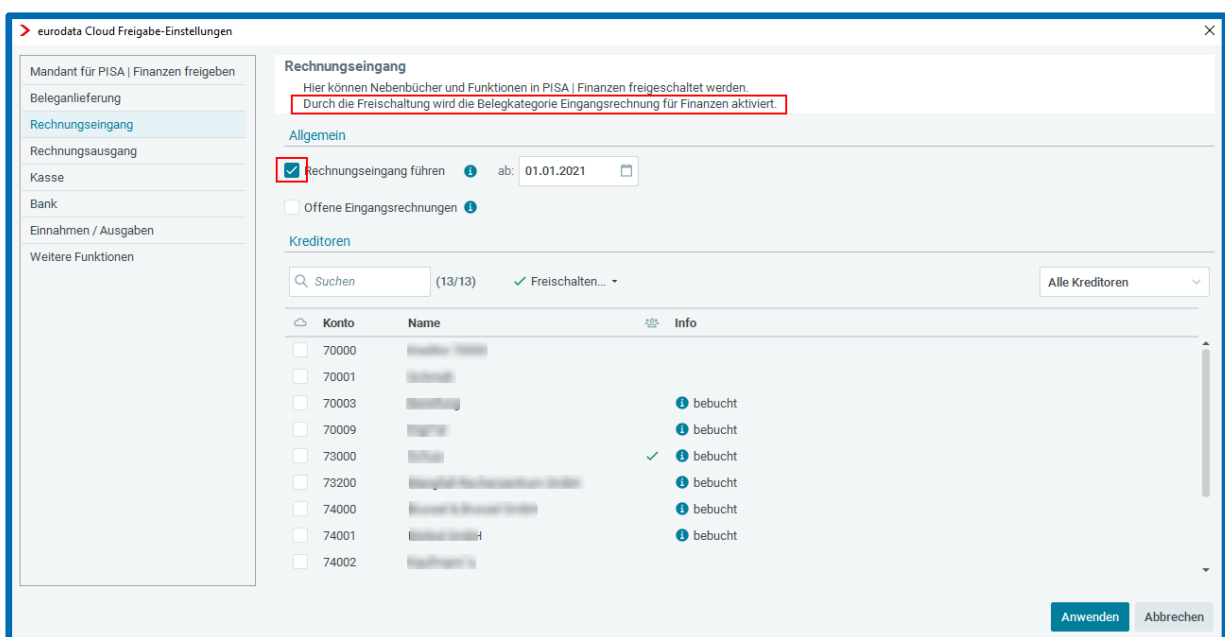 eurodata Cloud Freigabe-Einstellungen
Mandant für PISA | Finanzen freigeben
Beleganlieferung
Rechnungseingang
Rechnungsausgang
Kasse
Bank
Einnahmen / Ausgaben
Weitere Funktionen
Rechnungseingang
Hier können Nebenbücher und Funktionen in PISA | Finanzen freigeschaltet werden.
Durch die Freischaltung wird die Belegkategorie Eingangsrechnung für Finanzen aktiviert.
Allgemein
Rechnungseingang führen ab: 01.01.2021
Offene Eingangsrechnungen
Kreditoren
Suchen (13/13) Freischalten... Alle Kreditoren
Konto Name Info
70000
70001
70003 bebucht
70009 bebucht
73000 bebucht
73200 bebucht
74000 bebucht
74001 bebucht
74002
Anwenden Abbrechen